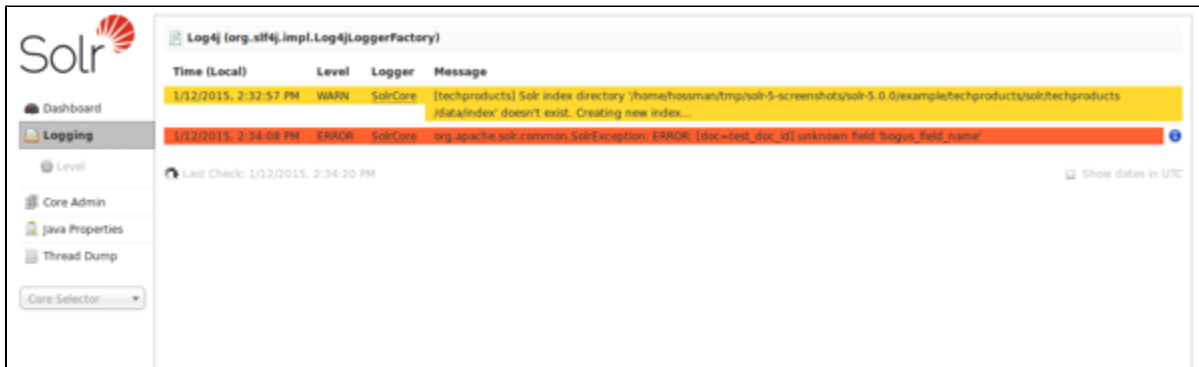 Solr
Dashboard
Logging
Level
Core Admin
Java Properties
Thread Dump
Core Selector
Log4j (org.slf4j.impl.Log4jLoggerFactory)
Time (Local) Level Logger Message
1/12/2015, 2:32:57 PM WARN SolrCore [techproducts] Solr index directory '/home/hossman/tmp/solr-5-screenshots/solr-5.0.0/example/techproducts/solr/techproducts
/data/index' doesn't exist. Creating new index...
1/12/2015, 2:34:08 PM ERROR SolrCore org.apache.solr.common.SolrException: ERROR: [doc=test_doc_id] unknown field 'bogus_field_name'
Last Check: 1/12/2015, 2:34:20 PM
Show dates in UTC